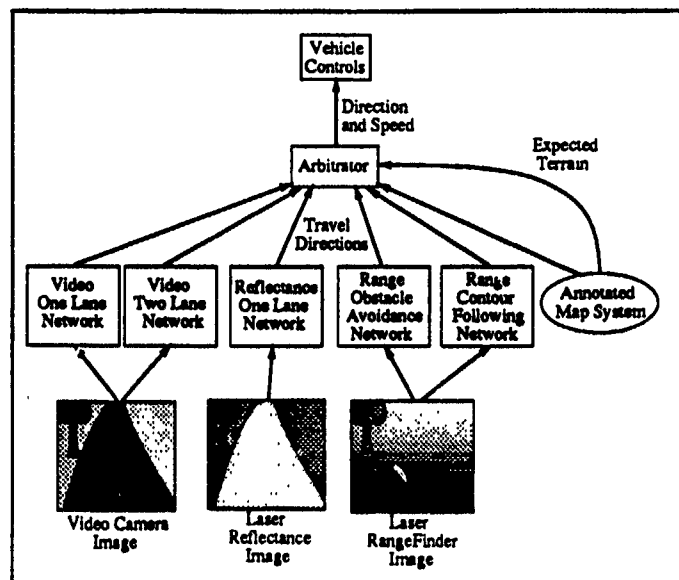 Vehicle
Controls
Direction
and Speed
Expected
Terrain
Arbitrator
Travel
Directions
Video
One Lane
Network
Video
Two Lane
Network
Reflectance
One Lane
Network
Range
Obstacle
Avoidance
Network
Range
Contour
Following
Network
Annotated
Map System
Video Camera
Image
Laser
Reflectance
Image
Laser
RangeFinder
Image